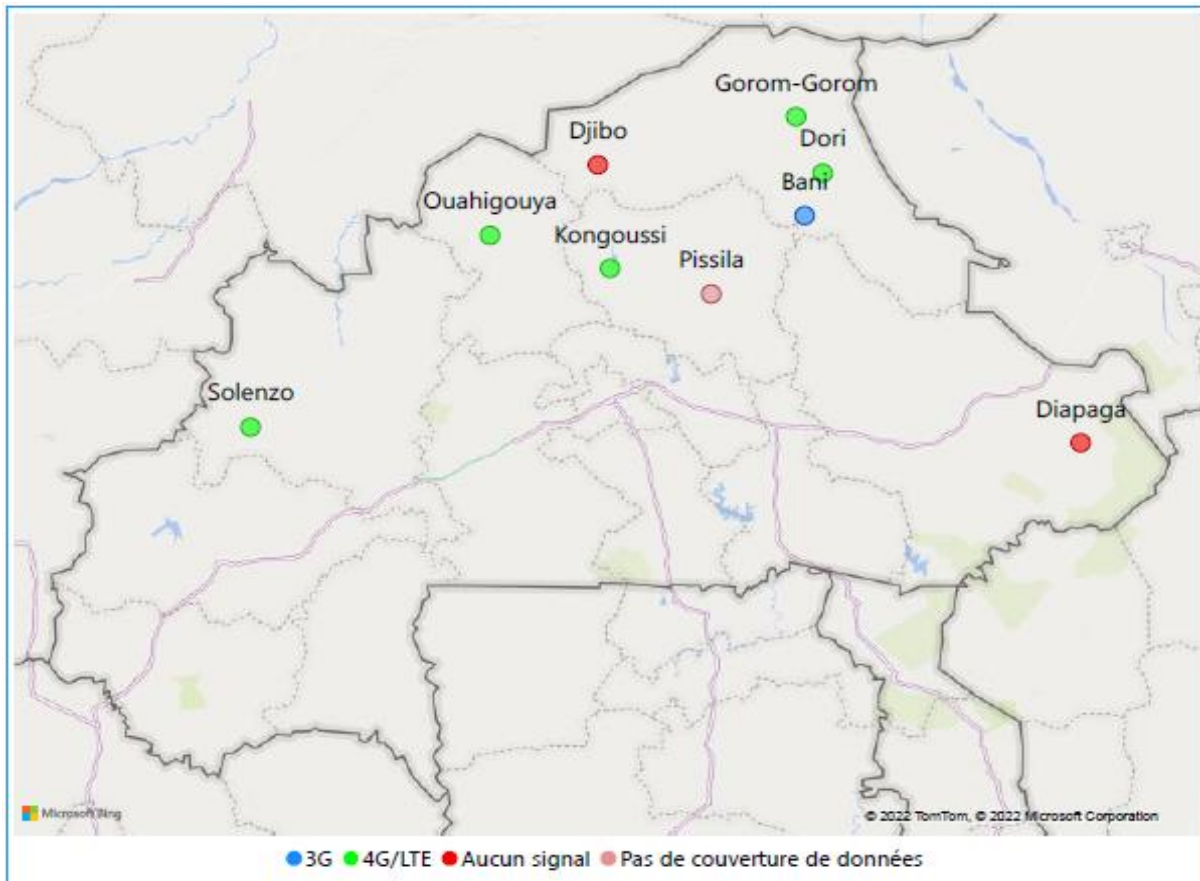 Gorom-Gorom
Djibo
Dori
Bani
Ouahigouya
Kongoussi
Pissila
Solenzo
Diapaga
Microsoft Bing
© 2022 TomTom, © 2022 Microsoft Corporation
3G 4G/LTE Aucun signal Pas de couverture de données